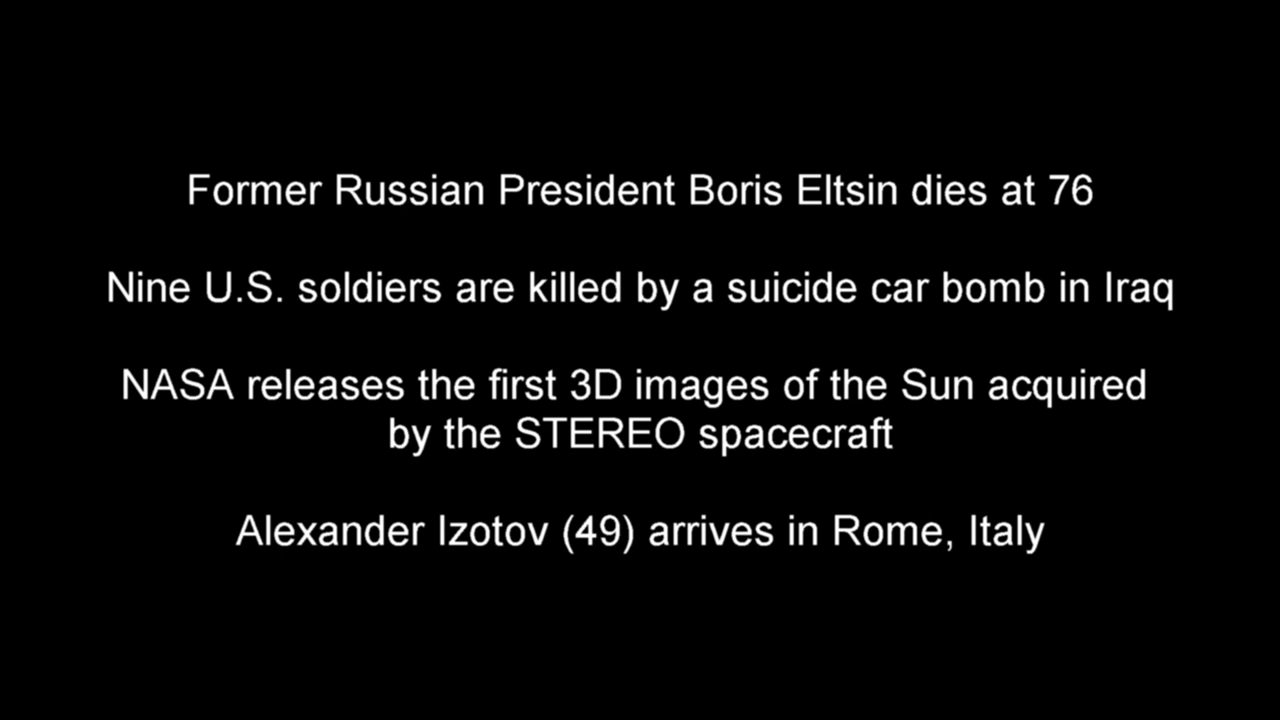 Former Russian President Boris Eltsin dies at 76
Nine U.S. soldiers are killed by a suicide car bomb in Iraq
NASA releases the first 3D images of the Sun acquired
by the STEREO spacecraft
Alexander Izotov (49) arrives in Rome, Italy